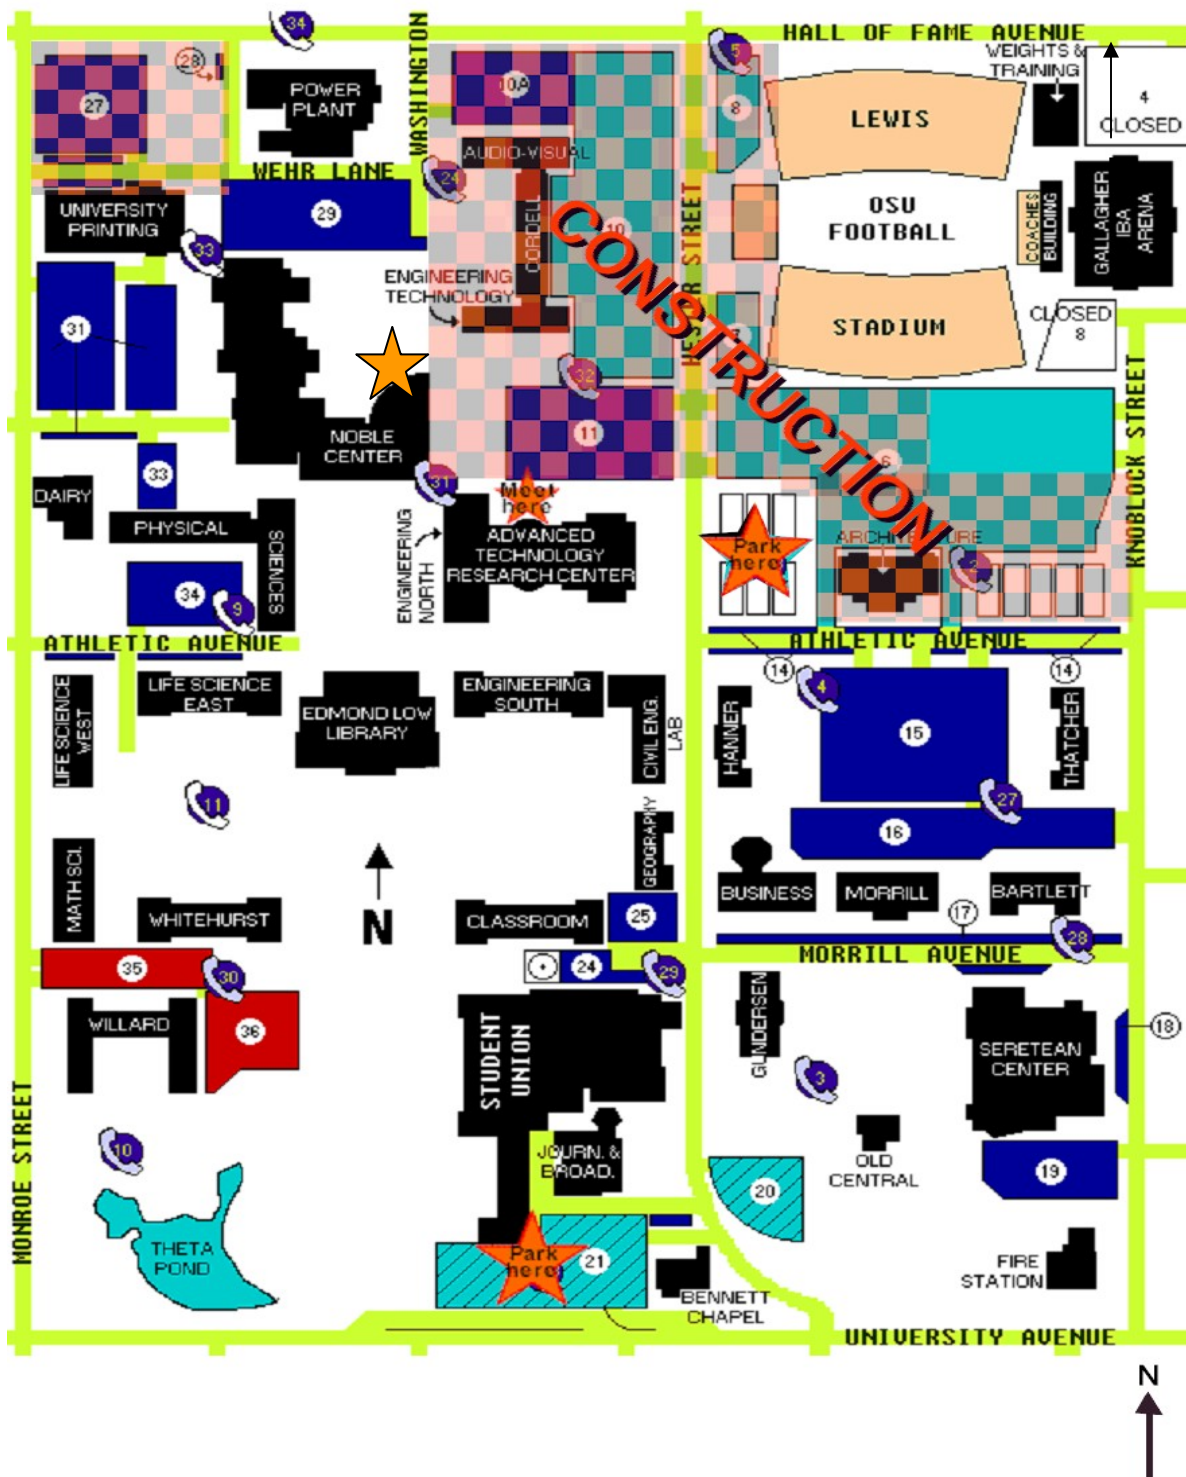 34
HALL OF FAME AVENUE
5
WEIGHTS &
TRAINING
28
27
POWER
PLANT
WASHINGTON
10A
8
LEWIS
4
CLOSED
AUDIO-VISUAL
WEHR LANE
24
UNIVERSITY
PRINTING
29
33
CORDELL
10
CONSTRUCTION
OSU
FOOTBALL
COACHES
BUILDING
GALLAGHER
IBA
ARENA
ENGINEERING
TECHNOLOGY
31
7
STADIUM
CLOSED
8
32
KNOBLOCK STREET
NOBLE
CENTER
11
6
33
31
DAIRY
Meet
here
PHYSICAL
SCIENCES
ENGINEERING
NORTH
ADVANCED
TECHNOLOGY
RESEARCH CENTER
Park
here
ARCHITECTURE
2
34
9
ATHLETIC AVENUE
ATHLETIC AVENUE
14
14
LIFE SCIENCE
WEST
LIFE SCIENCE
EAST
EDMOND LOW
LIBRARY
ENGINEERING
SOUTH
CIVIL ENG.
LAB
HANNER
4
15
THATCHER
11
27
16
GEOGRAPHY
MATH SCI.
WHITEHURST
N
CLASSROOM
25
BUSINESS
MORRILL
BARTLETT
17
28
MORRILL AVENUE
35
30
24
29
WILLARD
36
STUDENT
UNION
GUNDERSEN
3
SERETEAN
CENTER
18
MONROE STREET
10
JOURN. &
BROAD.
OLD
CENTRAL
19
20
THETA
POND
Park
here
21
BENNETT
CHAPEL
FIRE
STATION
UNIVERSITY AVENUE
N